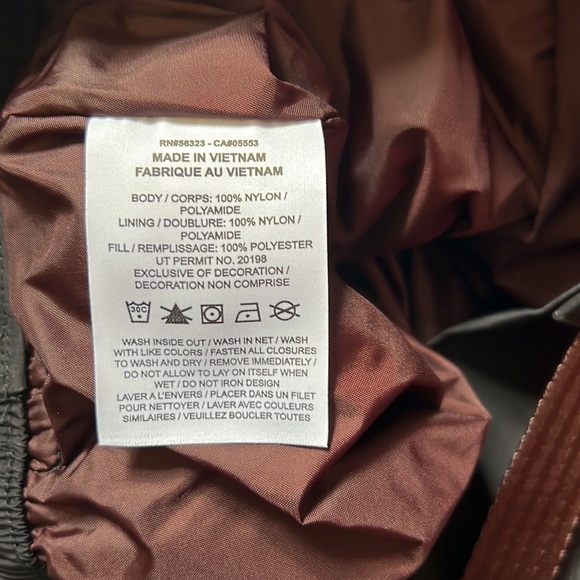 RN#56323 - CA#05553
MADE IN VIETNAM
FABRIQUE AU VIETNAM
BODY / CORPS: 100% NYLON /
POLYAMIDE
LINING / DOUBLURE: 100% NYLON /
POLYAMIDE
FILL / REMPLISSAGE: 100% POLYESTER
UT PERMIT NO. 20198
EXCLUSIVE OF DECORATION /
DECORATION NON COMPRISE
30C
WASH INSIDE OUT / WASH IN NET / WASH
WITH LIKE COLORS / FASTEN ALL CLOSURES
TO WASH AND DRY / REMOVE IMMEDIATELY /
DO NOT ALLOW TO LAY ON ITSELF WHEN
WET / DO NOT IRON DESIGN
LAVER A L'ENVERS / PLACER DANS UN FILET
POUR NETTOYER / LAVER AVEC COULEURS
SIMILAIRES / VEUILLEZ BOUCLER TOUTES